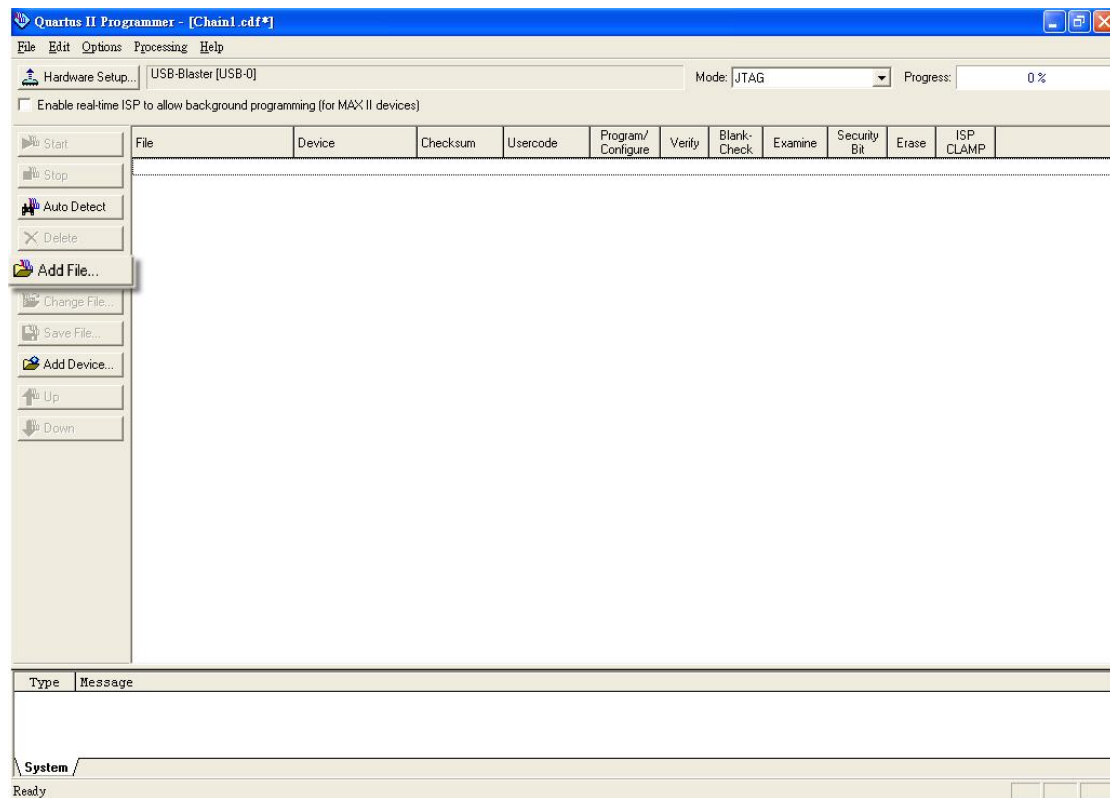 Quartus II Programmer - [Chain1.cdf*]
File Edit Options Processing Help
Hardware Setup... USB-Blaster [USB-0] Mode: JTAG Progress: 0 %
Enable real-time ISP to allow background programming (for MAX II devices)
File Device Checksum Usercode Program/ Configure Verify Blank- Check Examine Security Bit Erase ISP CLAMP
Start
Stop
Auto Detect
Delete
Add File...
Change File...
Save File...
Add Device...
Up
Down
Type Message
System
Ready